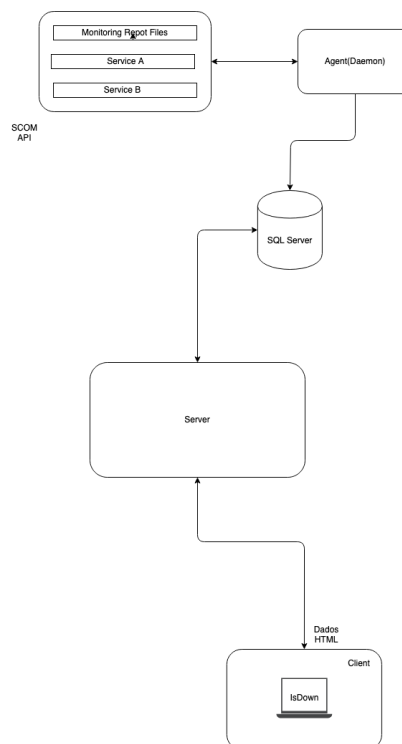 Monitoring Repot Files
Service A
Service B
Agent(Daemon)
SCOM
API
SQL Server
Server
Dados
HTML
Client
IsDown